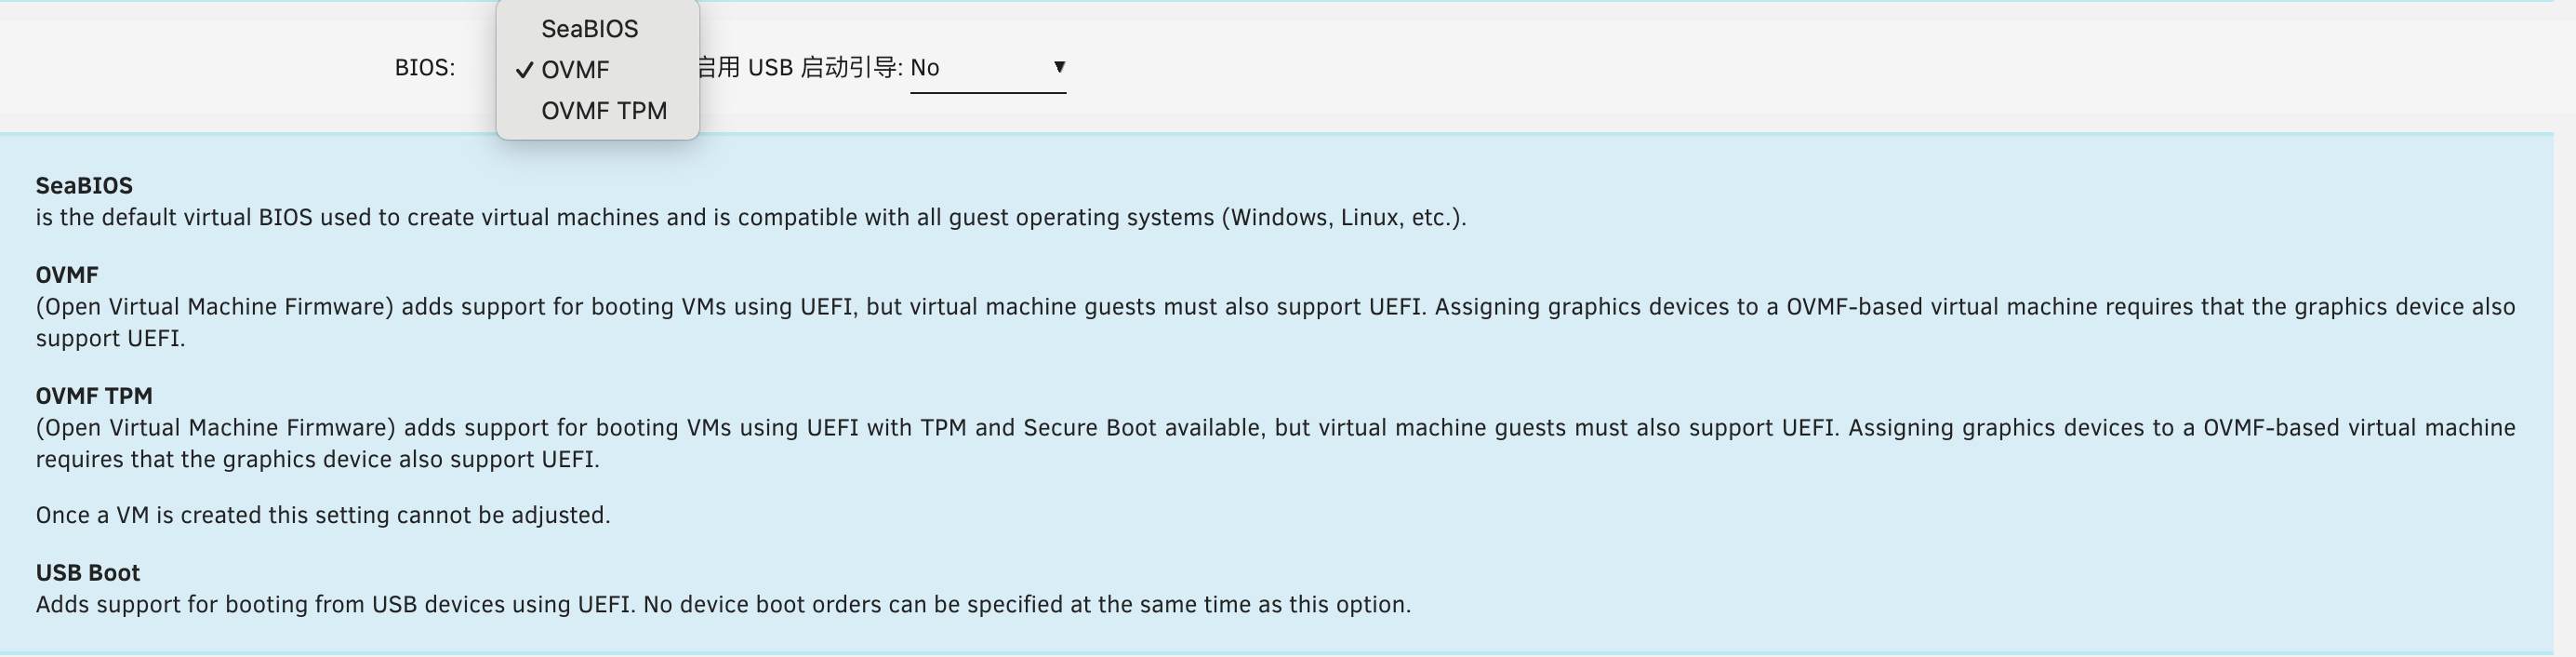 SeaBIOS
✓ OVMF
OVMF TPM
BIOS:
启用 USB 启动引导: No ▼
SeaBIOS
is the default virtual BIOS used to create virtual machines and is compatible with all guest operating systems (Windows, Linux, etc.).
OVMF
(Open Virtual Machine Firmware) adds support for booting VMs using UEFI, but virtual machine guests must also support UEFI. Assigning graphics devices to a OVMF-based virtual machine requires that the graphics device also
support UEFI.
OVMF TPM
(Open Virtual Machine Firmware) adds support for booting VMs using UEFI with TPM and Secure Boot available, but virtual machine guests must also support UEFI. Assigning graphics devices to a OVMF-based virtual machine
requires that the graphics device also support UEFI.
Once a VM is created this setting cannot be adjusted.
USB Boot
Adds support for booting from USB devices using UEFI. No device boot orders can be specified at the same time as this option.